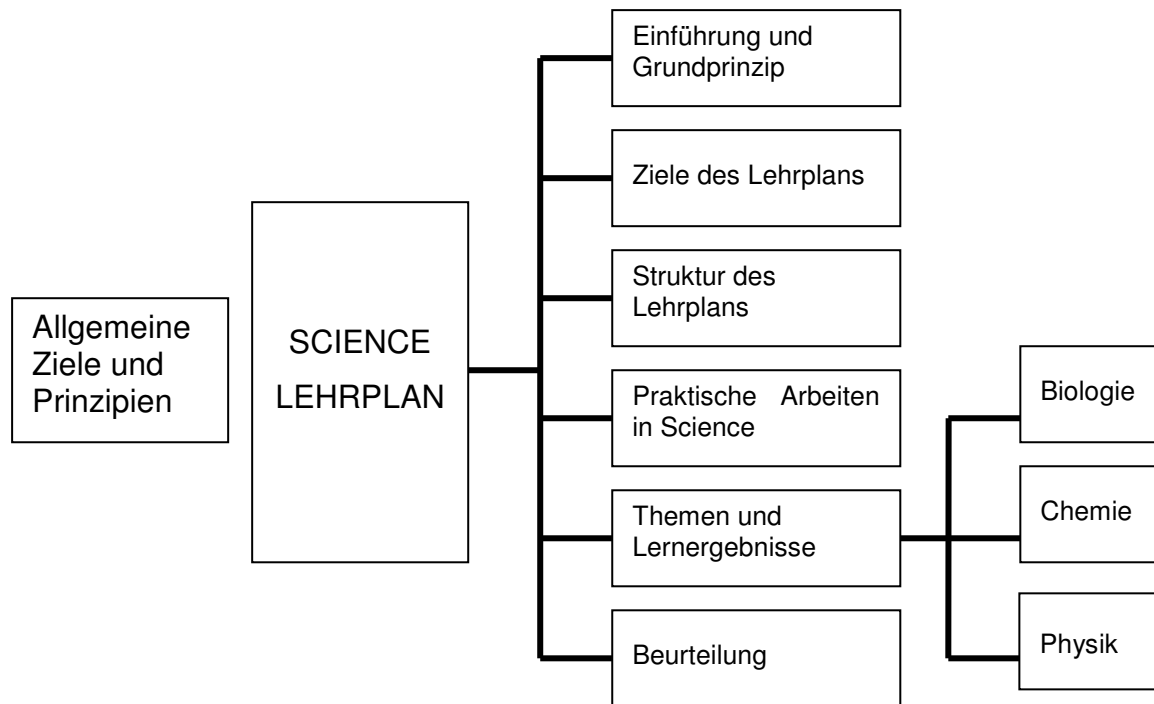 Allgemeine
Ziele und
Prinzipien
SCIENCE
LEHRPLAN
Einführung und
Grundprinzip
Ziele des Lehrplans
Struktur des
Lehrplans
Praktische Arbeiten
in Science
Themen und
Lernergebnisse
Beurteilung
Biologie
Chemie
Physik